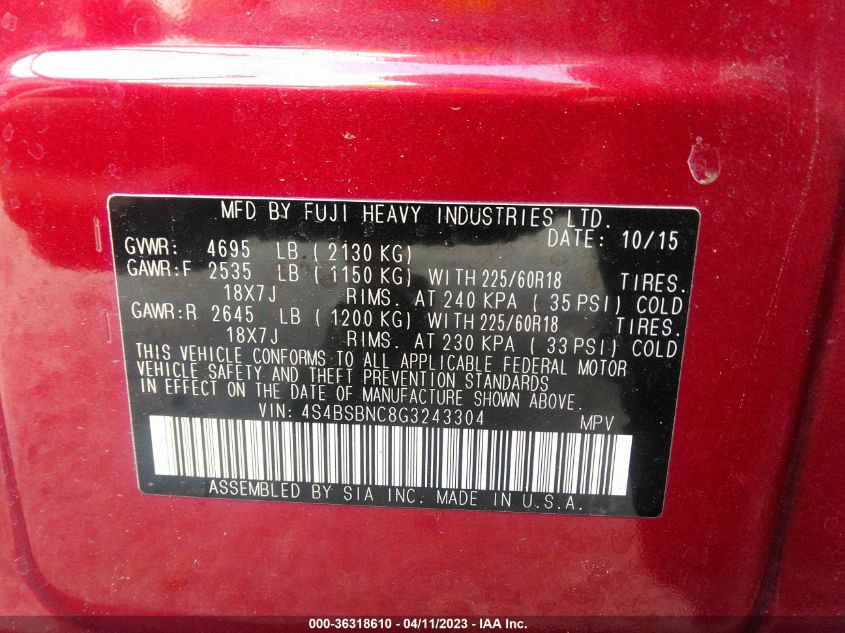 MFD BY FUJI HEAVY INDUSTRIES LTD.
DATE: 10/15
GVWR: 4695 LB ( 2130 KG)
GAWR:F 2535 LB ( 1150 KG) WITH 225/60R18 TIRES.
18X7J RIMS. AT 240 KPA ( 35 PSI) COLD
GAWR:R 2645 LB ( 1200 KG) WITH 225/60R18 TIRES.
18X7J RIMS. AT 230 KPA ( 33 PSI) COLD
THIS VEHICLE CONFORMS TO ALL APPLICABLE FEDERAL MOTOR
VEHICLE SAFETY AND THEFT PREVENTION STANDARDS
IN EFFECT ON THE DATE OF MANUFACTURE SHOWN ABOVE.
VIN: 4S4BSBNC8G3243304 MPV
ASSEMBLED BY SIA INC. MADE IN U.S.A.
000-36318610 - 04/11/2023 - IAA Inc.